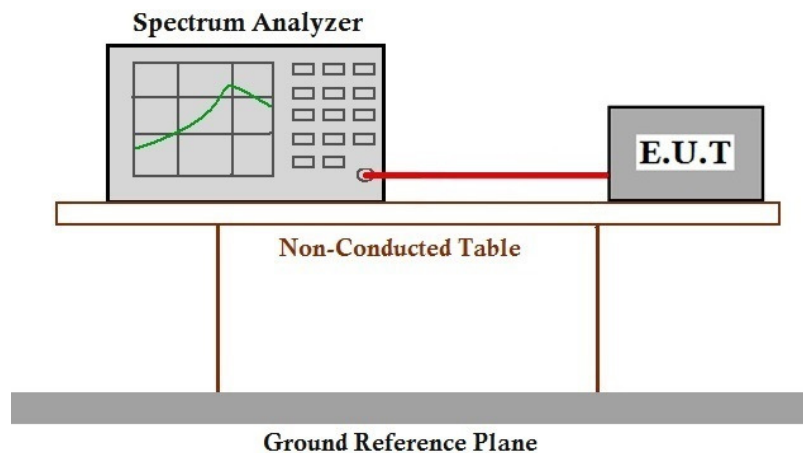 Spectrum Analyzer
E.U.T
Non-Conducted Table
Ground Reference Plane